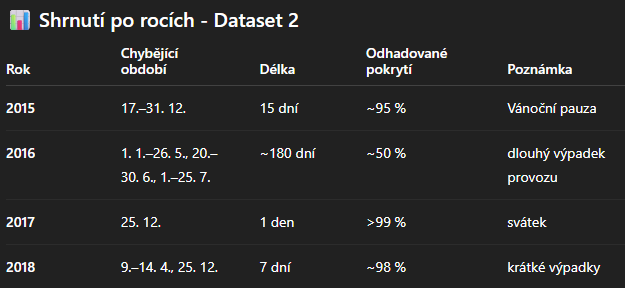 📊 Shrnutí po rocích - Dataset 2
Rok Chybějící období Délka Odhadované pokrytí Poznámka
2015 17.–31. 12. 15 dní ~95 % Vánoční pauza
2016 1. 1.–26. 5., 20.–30. 6., 1.–25. 7. ~180 dní ~50 % dlouhý výpadek provozu
2017 25. 12. 1 den >99 % svátek
2018 9.–14. 4., 25. 12. 7 dní ~98 % krátké výpadky